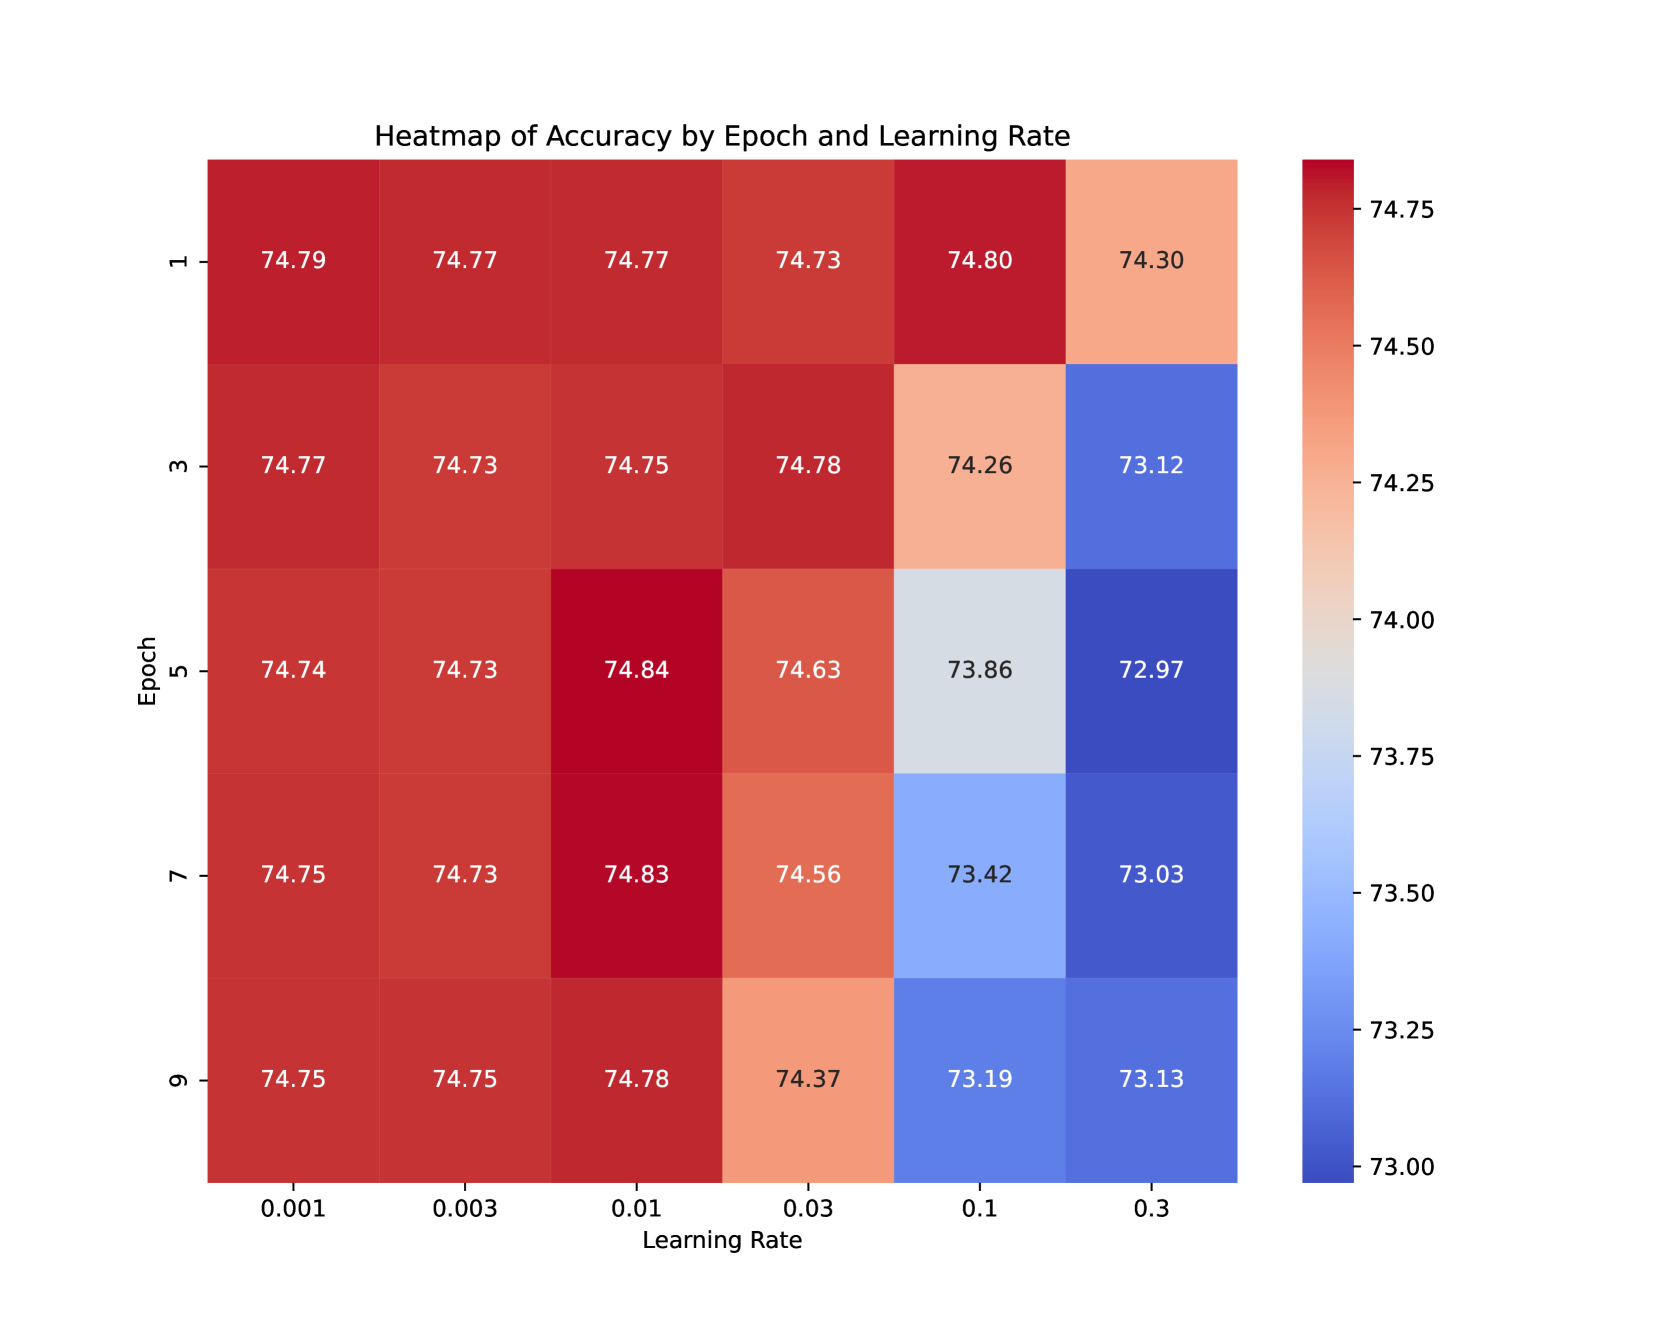 Heatmap of Accuracy by Epoch and Learning Rate
1 74.79 74.77 74.77 74.73 74.80 74.30
3 74.77 74.73 74.75 74.78 74.26 73.12
5 74.74 74.73 74.84 74.63 73.86 72.97
7 74.75 74.73 74.83 74.56 73.42 73.03
9 74.75 74.75 74.78 74.37 73.19 73.13
Epoch
0.001 0.003 0.01 0.03 0.1 0.3
Learning Rate
74.75
74.50
74.25
74.00
73.75
73.50
73.25
73.00